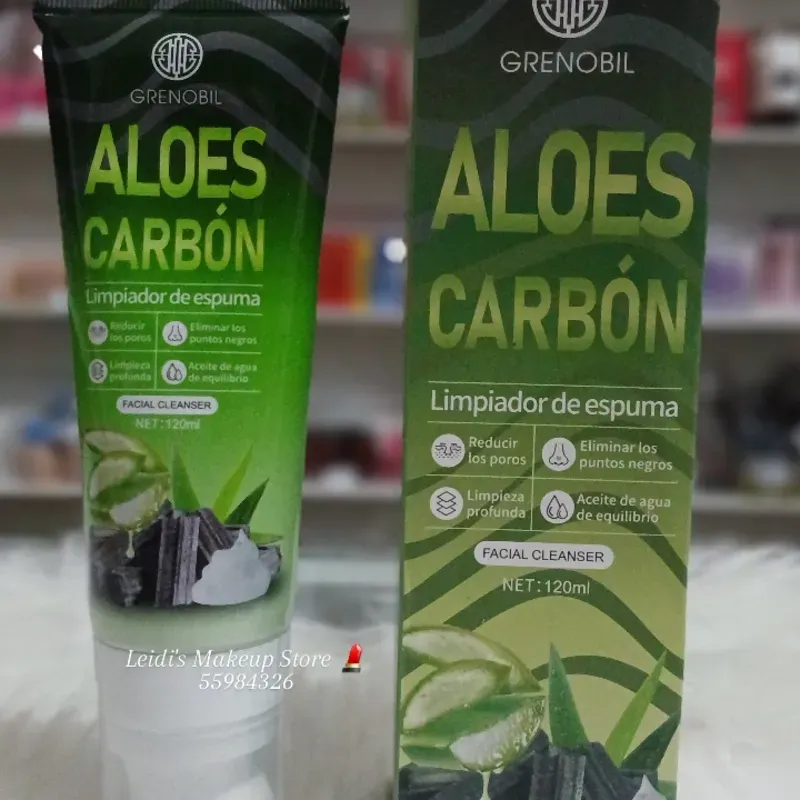 GRENOBIL
ALOES
CARBÓN
Limpiador de espuma
Reducir
los poros
Eliminar los
puntos negros
Limpieza
profunda
Aceite de agua
de equilibrio
FACIAL CLEANSER
NET:120ml
GRENOBIL
ALOES
CARBÓN
Limpiador de espuma
Reducir
los poros
Eliminar los
puntos negros
Limpieza
profunda
Aceite de agua
de equilibrio
FACIAL CLEANSER
NET:120ml
Leidi's Makeup Store 💄
55984326